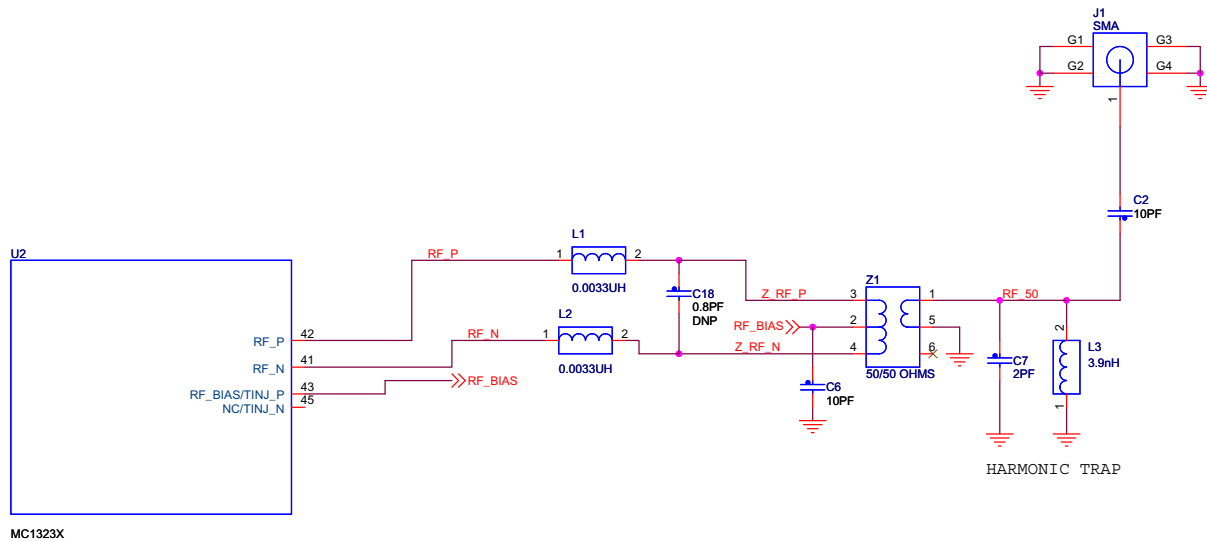 J1
SMA
G1
G3
G2
G4
1
C2
10PF
U2
L1
RF_P
1
2
0.0033UH
C18
0.8PF
DNP
Z1
Z_RF_P
3
1
RF_50
L2
RF_BIAS
2
5
RF_N
1
2
Z_RF_N
4
6
0.0033UH
50/50 OHMS
RF_P
42
RF_N
41
RF_BIAS/TINJ_P
43
RF_BIAS
NC/TINJ_N
45
C6
10PF
C7
2PF
2
L3
3.9nH
1
HARMONIC TRAP
MC1323X